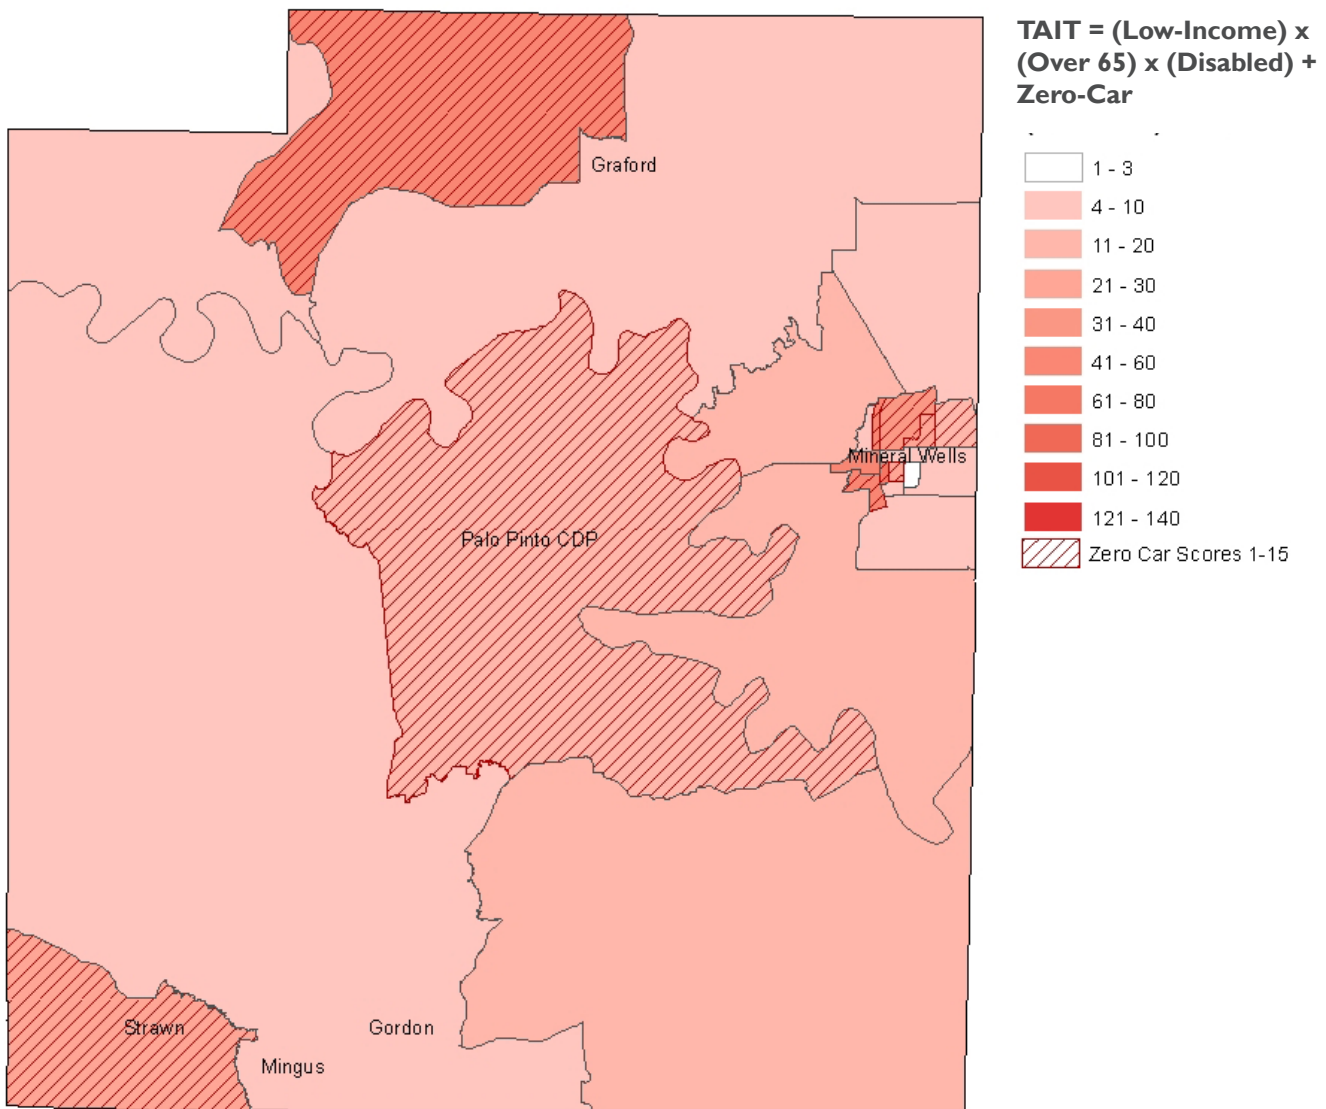 TAIT = (Low-Income) x
(Over 65) x (Disabled) +
Zero-Car
1 - 3
4 - 10
11 - 20
21 - 30
31 - 40
41 - 60
61 - 80
81 - 100
101 - 120
121 - 140
Zero Car Scores 1-15
Graford
Mineral Wells
Palo Pinto CDP
Strawn
Gordon
Mingus